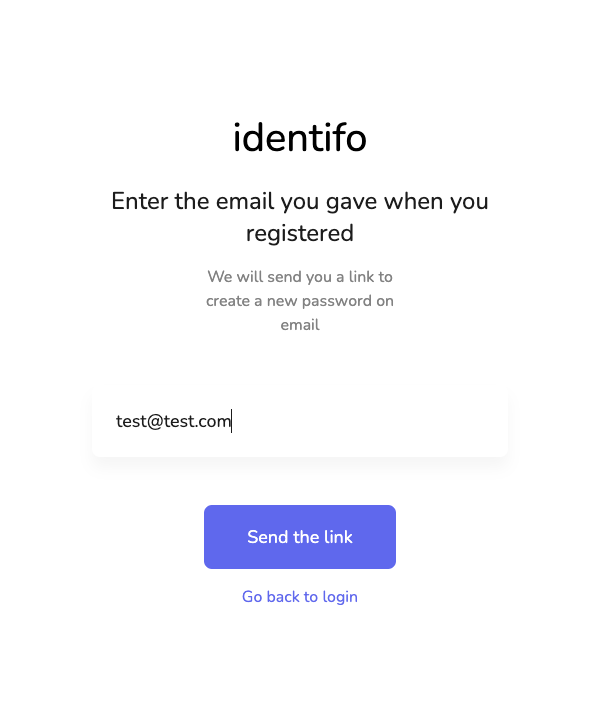 identifo
Enter the email you gave when you
registered
We will send you a link to
create a new password on
email
test@test.com
Send the link
Go back to login